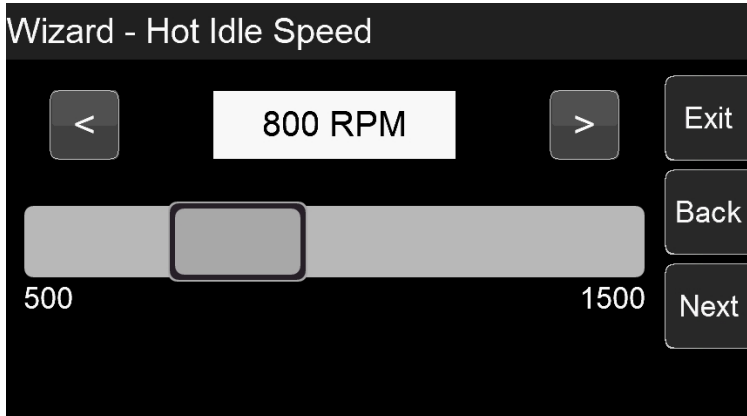 Wizard - Hot Idle Speed
<
800 RPM
>
Exit
Back
500
1500
Next